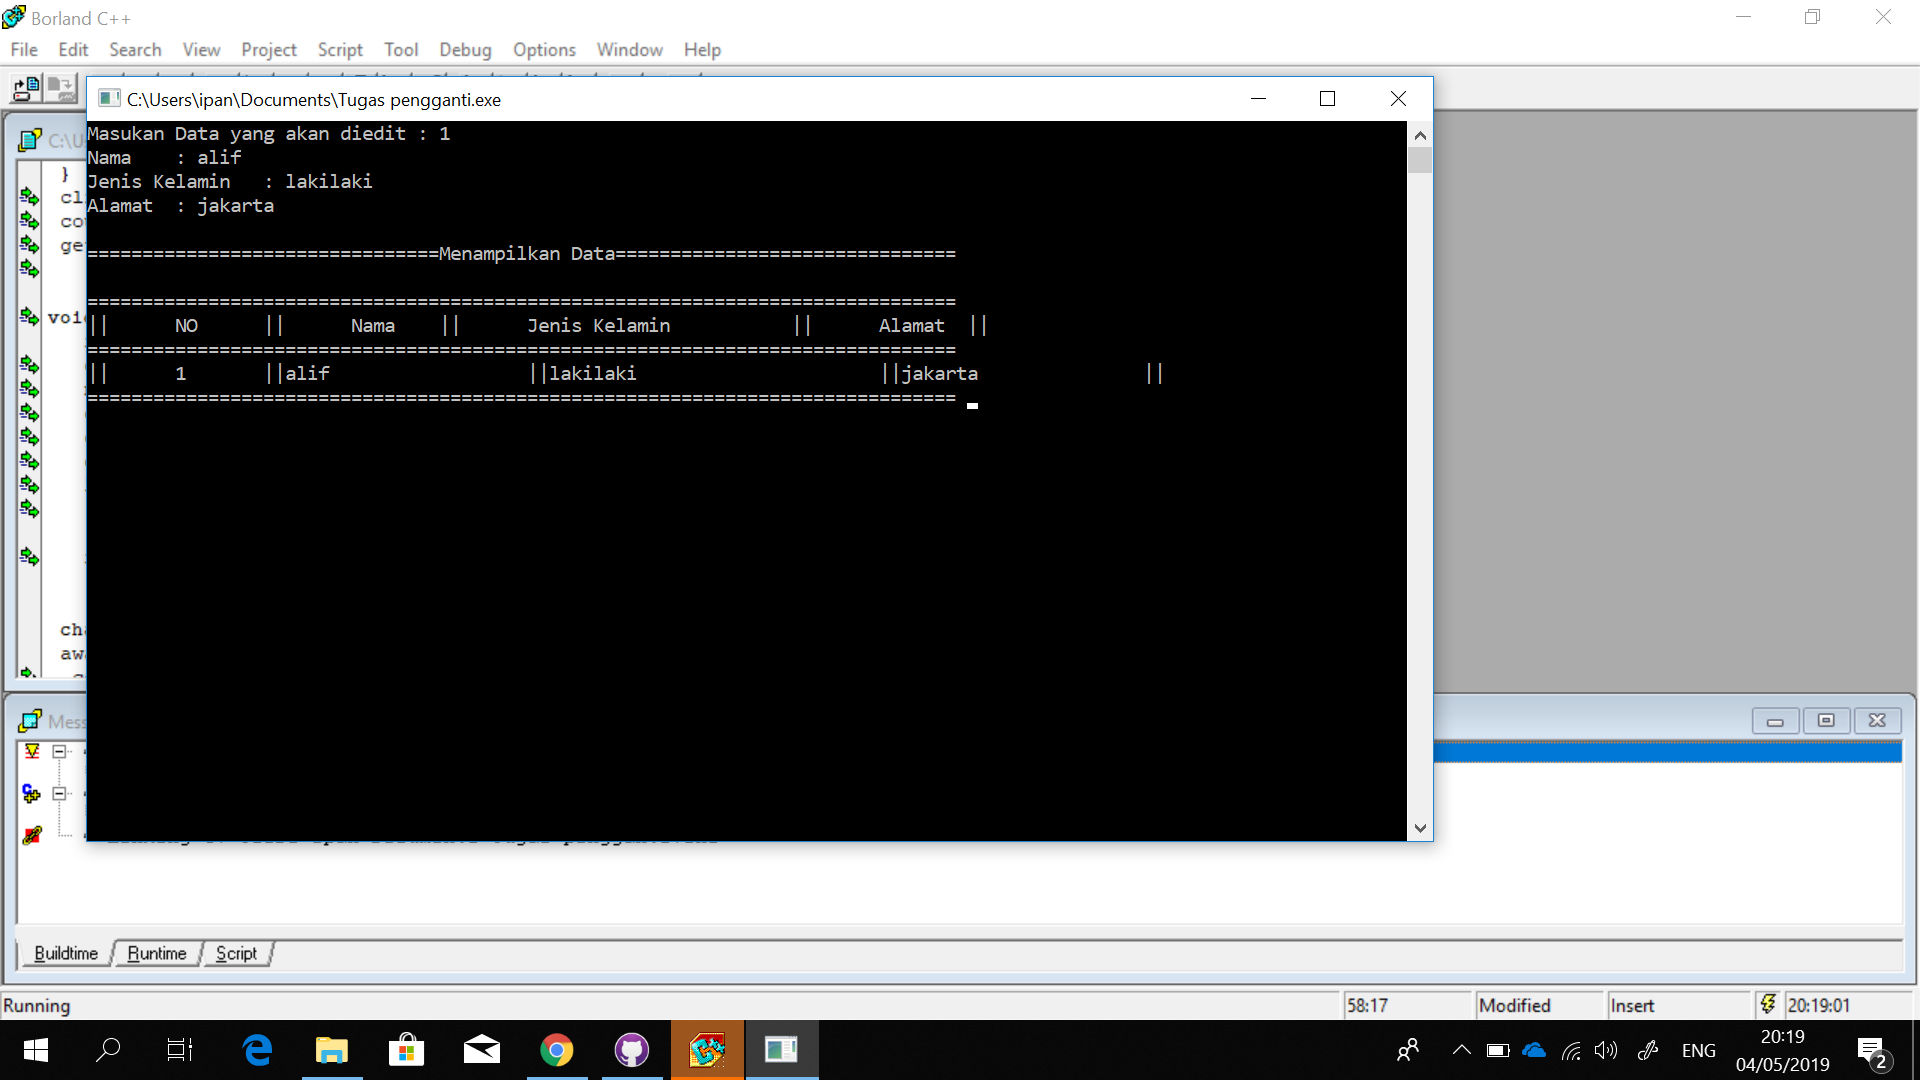 Borland C++
File Edit Search View Project Script Tool Debug Options Window Help
C:\Users\ipan\Documents\Tugas pengganti.exe
C:\U
Masukan Data yang akan diedit : 1
Nama : alif
Jenis Kelamin : lakilaki
Alamat : jakarta
================================Menampilkan Data===============================
===============================================================================
|| NO || Nama || Jenis Kelamin || Alamat ||
===============================================================================
|| 1 ||alif ||lakilaki ||jakarta ||
===============================================================================
}
cl
co
ge
voi
ch
aw
Mess
Buildtime Runtime Script
Running 58:17 Modified Insert 20:19:01
ENG 20:19
04/05/2019 2